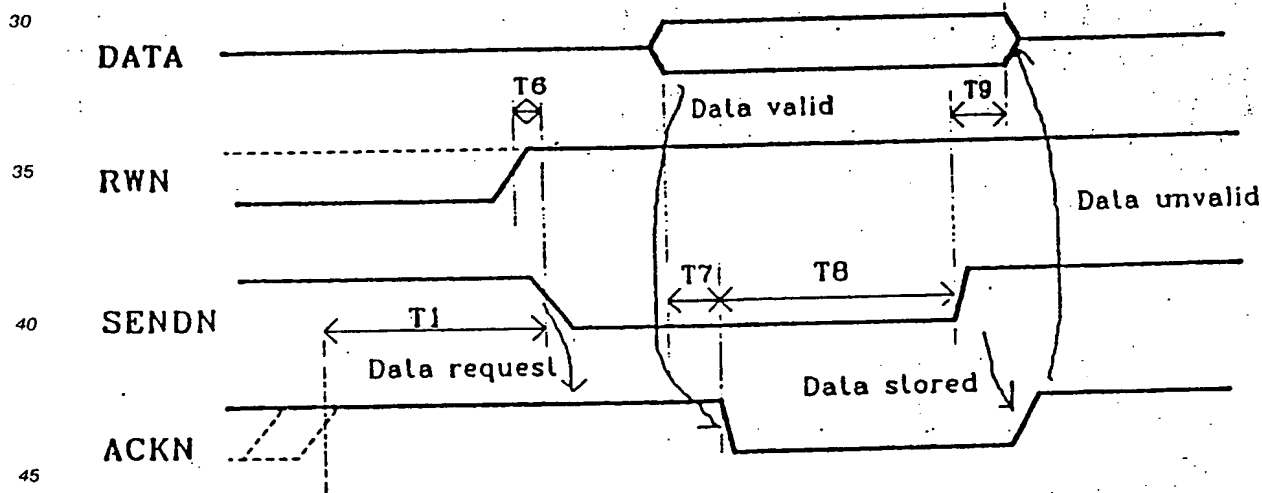 30
DATA
T6
Data valid
T9
35
RWN
Data unvalid
T7
T8
40
SENDN
T1
Data request
Data stored
ACKN
45